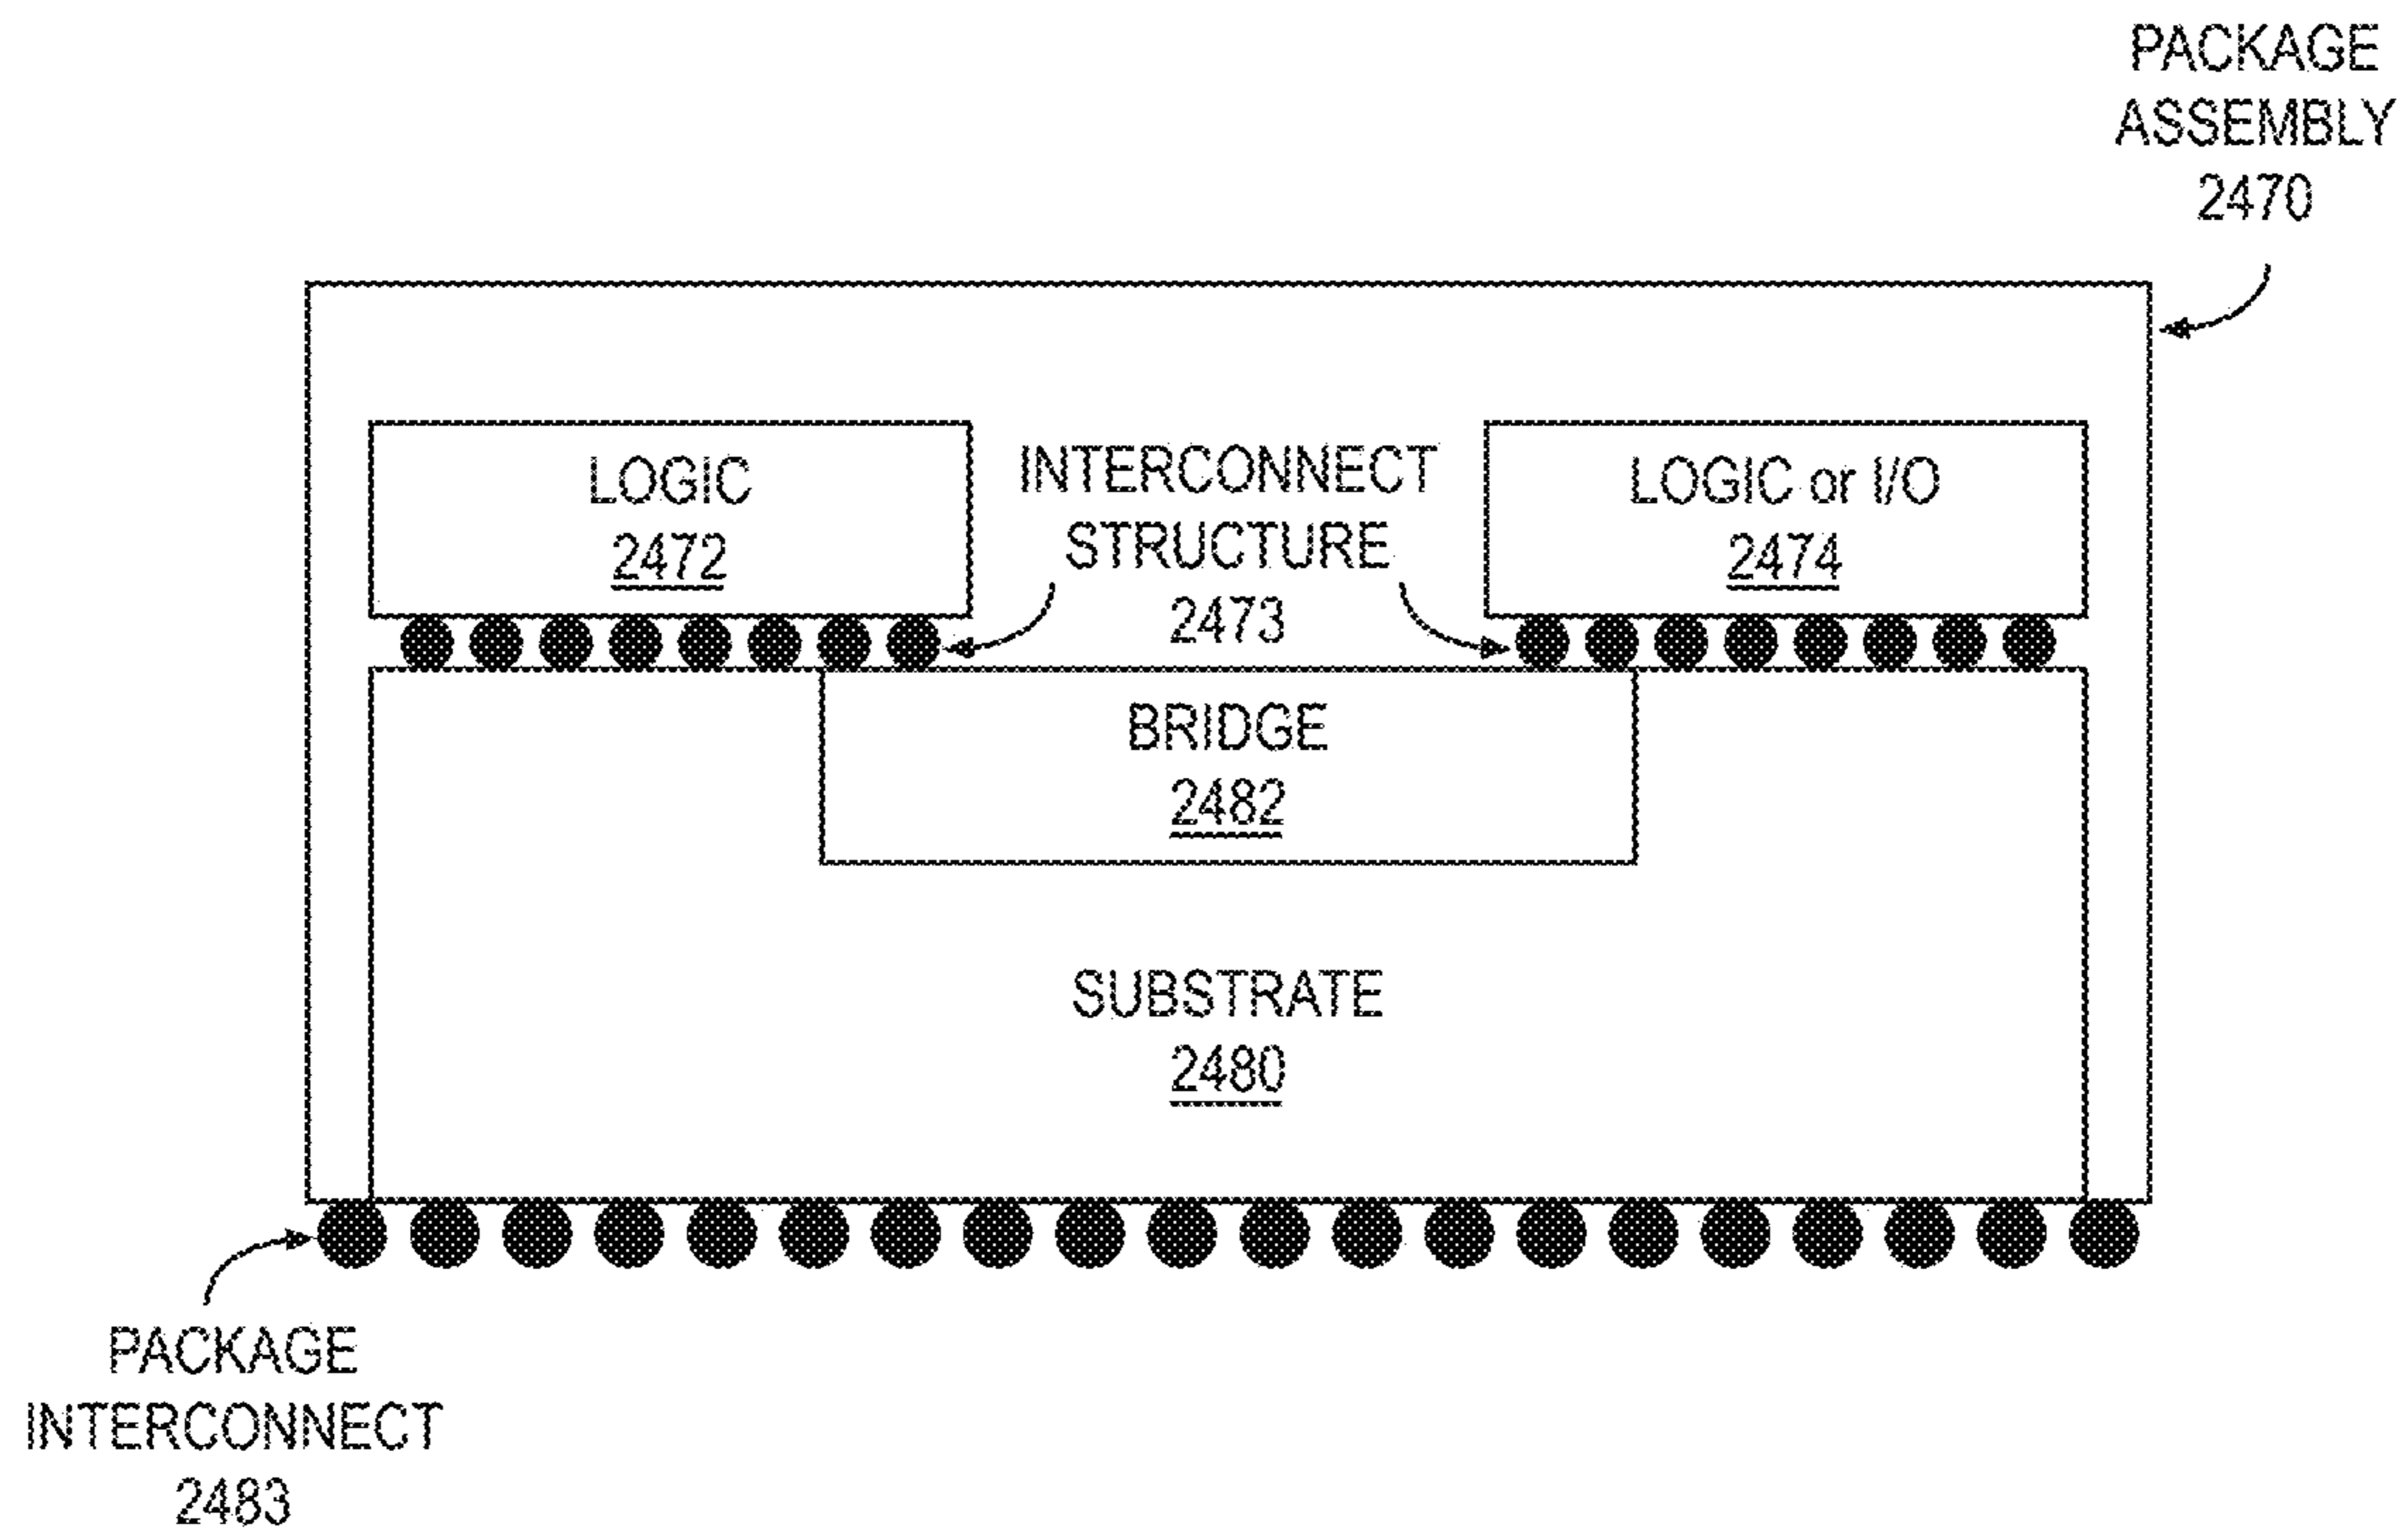 PACKAGE
ASSEMBLY
2470
LOGIC
2472
INTERCONNECT
STRUCTURE
2473
LOGIC or I/O
2474
BRIDGE
2482
SUBSTRATE
2480
PACKAGE
INTERCONNECT
2483